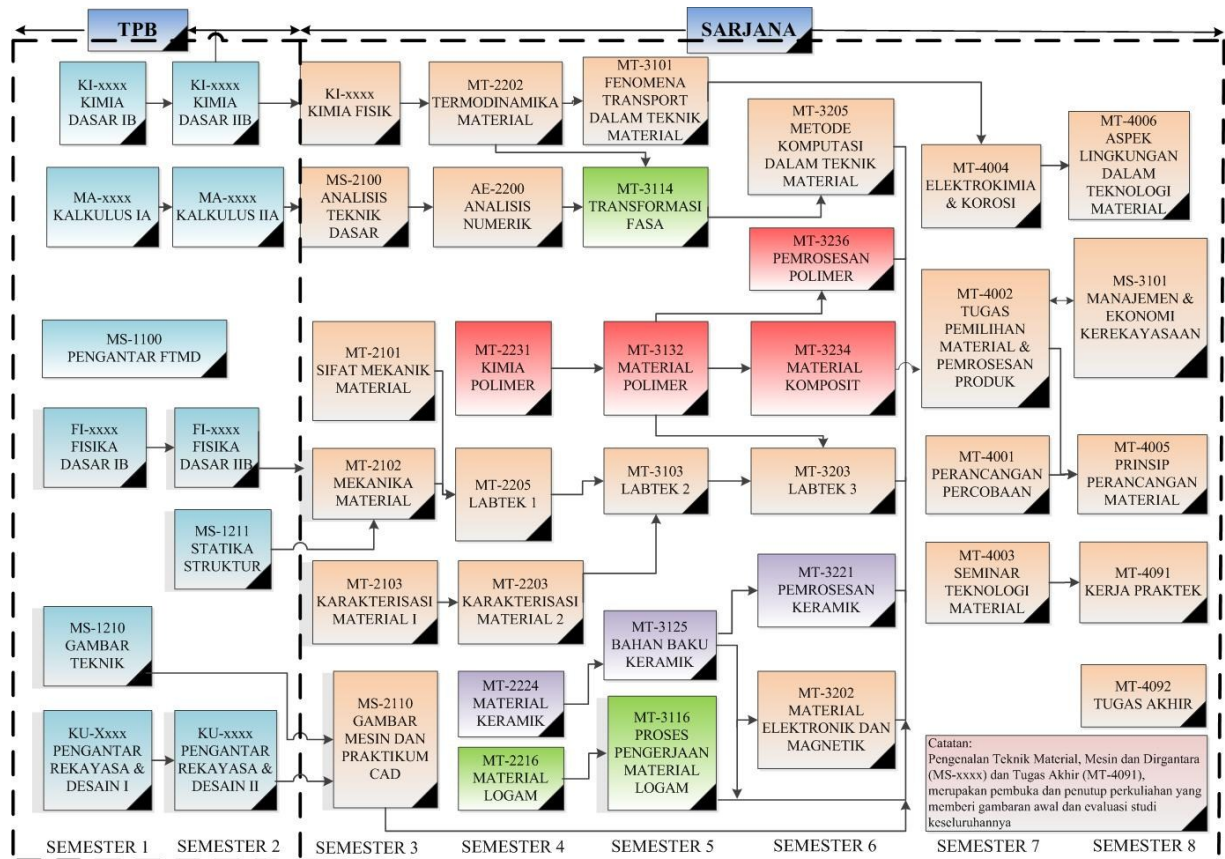 TPB
SARJANA
KI-xxxx
KIMIA
DASAR IB
KI-xxxx
KIMIA
DASAR IIB
KI-xxxx
KIMIA FISIK
MT-2202
TERMODINAMIKA
MATERIAL
MT-3101
FENOMENA
TRANSPORT
DALAM TEKNIK
MATERIAL
MT-3205
METODE
KOMPUTASI
DALAM TEKNIK
MATERIAL
MT-4004
ELEKTROKIMIA
& KOROSI
MT-4006
ASPEK
LINGKUNGAN
DALAM
TEKNOLOGI
MATERIAL
MA-xxxx
KALKULUS IA
MA-xxxx
KALKULUS IIA
MS-2100
ANALISIS
TEKNIK
DASAR
AE-2200
ANALISIS
NUMERIK
MT-3114
TRANSFORMASI
FASA
MT-3236
PEMROSESAN
POLIMER
MS-1100
PENGANTAR FTMD
MT-2101
SIFAT MEKANIK
MATERIAL
MT-2231
KIMIA
POLIMER
MT-3132
MATERIAL
POLIMER
MT-3234
MATERIAL
KOMPOSIT
MT-4002
TUGAS
PEMILIHAN
MATERIAL &
PEMROSESAN
PRODUK
MS-3101
MANAJEMEN &
EKONOMI
KEREKAYASAAN
FI-xxxx
FISIKA
DASAR IB
FI-xxxx
FISIKA
DASAR IIB
MT-2102
MEKANIKA
MATERIAL
MT-2205
LABTEK 1
MT-3103
LABTEK 2
MT-3203
LABTEK 3
MT-4001
PERANCANGAN
PERCOBAAN
MT-4005
PRINSIP
PERANCANGAN
MATERIAL
MS-1211
STATIKA
STRUKTUR
MT-2103
KARAKTERISASI
MATERIAL I
MT-2203
KARAKTERISASI
MATERIAL 2
MT-3221
PEMROSESAN
KERAMIK
MT-4003
SEMINAR
TEKNOLOGI
MATERIAL
MT-4091
KERJA PRAKTEK
MS-1210
GAMBAR
TEKNIK
MS-2110
GAMBAR
MESIN DAN
PRAKTIKUM
CAD
MT-2224
MATERIAL
KERAMIK
MT-3125
BAHAN BAKU
KERAMIK
MT-3202
MATERIAL
ELEKTRONIK DAN
MAGNETIK
MT-4092
TUGAS AKHIR
KU-Xxxx
PENGANTAR
REKAYASA &
DESAIN I
KU-xxxx
PENGANTAR
REKAYASA &
DESAIN II
MT-2216
MATERIAL
LOGAM
MT-3116
PROSES
PENGERJAAN
MATERIAL
LOGAM
Catatan:
Pengenalan Teknik Material, Mesin dan Dirgantara
(MS-xxxx) dan Tugas Akhir (MT-4091),
merupakan pembuka dan penutup perkuliahan yang
memberi gambaran awal dan evaluasi studi
keseluruhannya
SEMESTER 1
SEMESTER 2
SEMESTER 3
SEMESTER 4
SEMESTER 5
SEMESTER 6
SEMESTER 7
SEMESTER 8